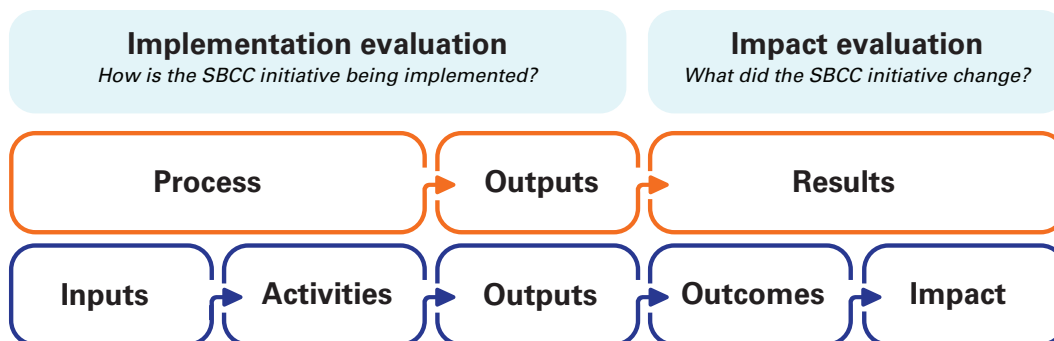 Implementation evaluation
How is the SBCC initiative being implemented?
Impact evaluation
What did the SBCC initiative change?
Process
Outputs
Results
Inputs
Activities
Outputs
Outcomes
Impact